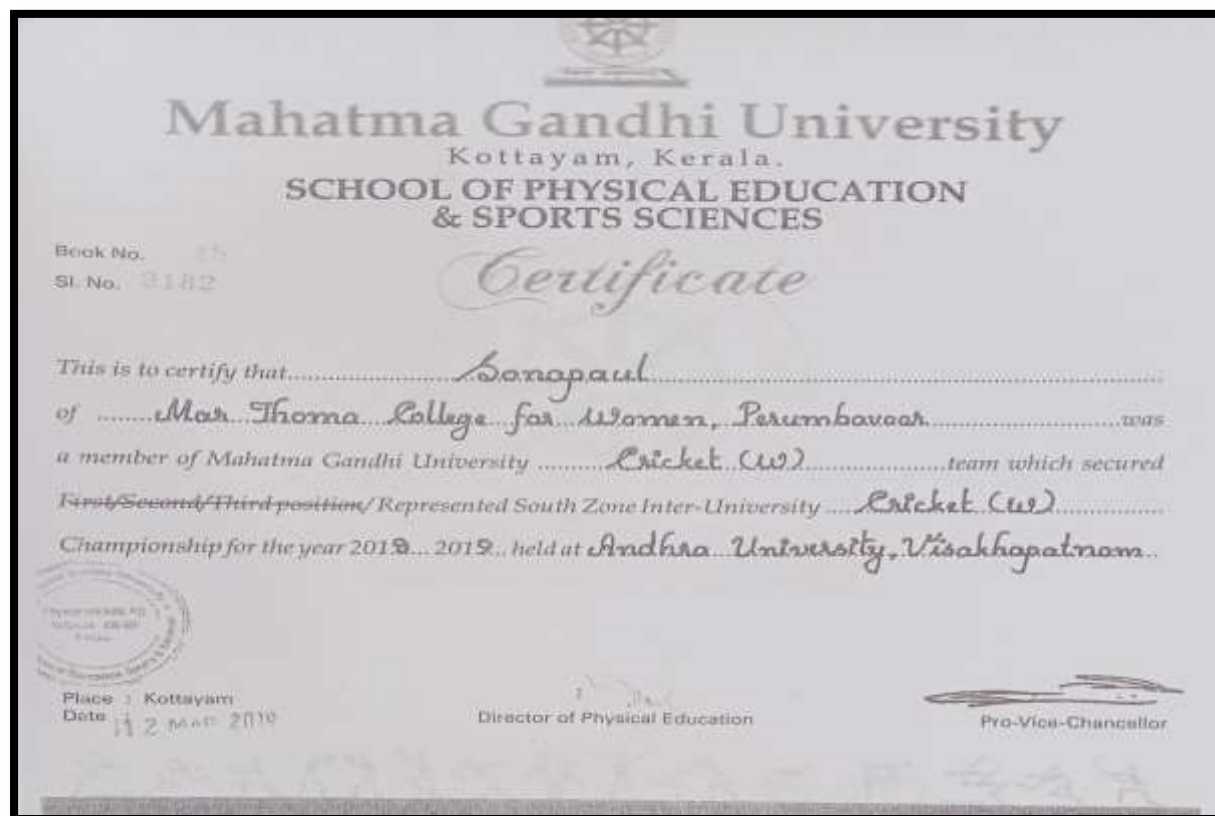 Mahatma Gandhi University
Kottayam, Kerala.
SCHOOL OF PHYSICAL EDUCATION
& SPORTS SCIENCES
Book No.
Sl. No. 3182
Certificate
This is to certify that.......................Sonapaul.......................
of ........Mar Thoma College for Women, Perumbavoor.......................was
a member of Mahatma Gandhi University ..........Cricket (W)....................team which secured
First/Second/Third position/ Represented South Zone Inter-University ....Cricket (W)...............
Championship for the year 2018... 2019.. held at Andhra University, Visakhapatnam..
Place : Kottayam
Date : 12 MAR 2019
Director of Physical Education
Pro-Vice-Chancellor